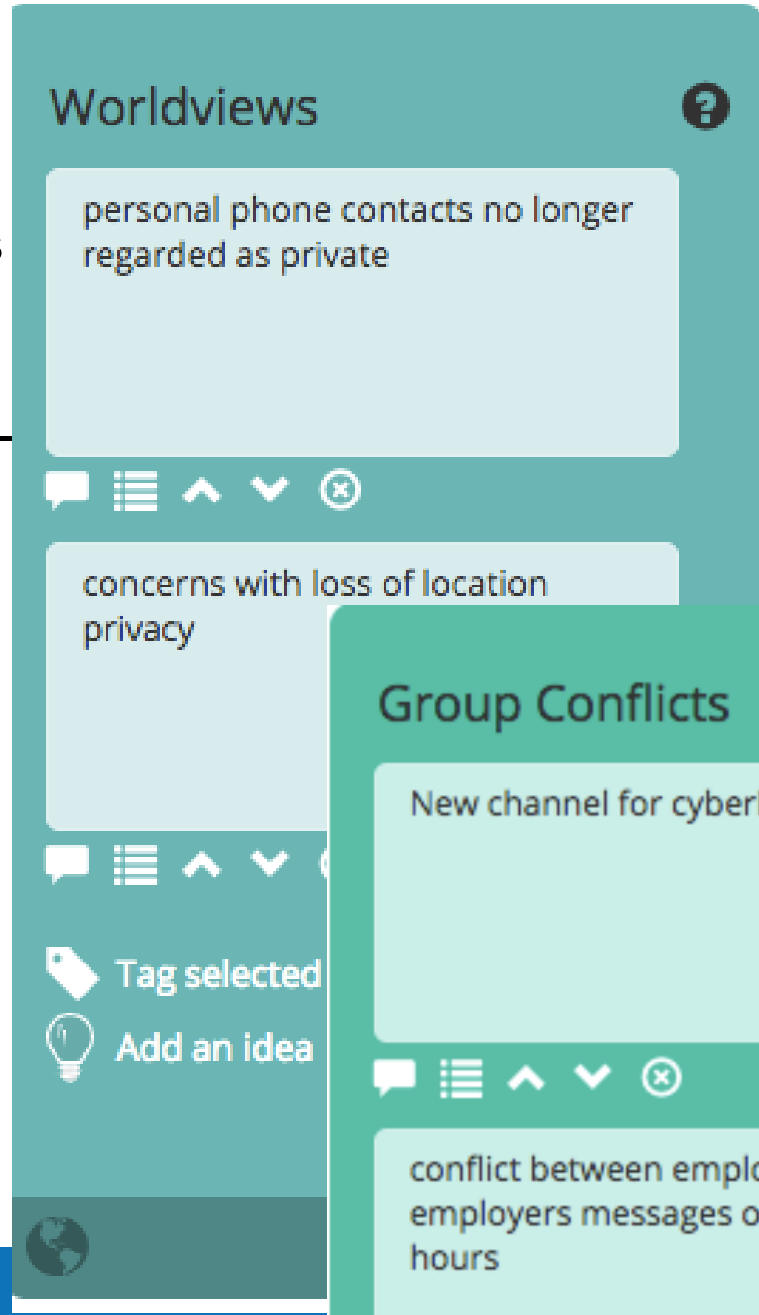 Worldviews
personal phone contacts no longer
regarded as private
concerns with loss of location
privacy
Tag selected
Add an idea
Group Conflicts
New channel for
conflict between
employers messages
hours